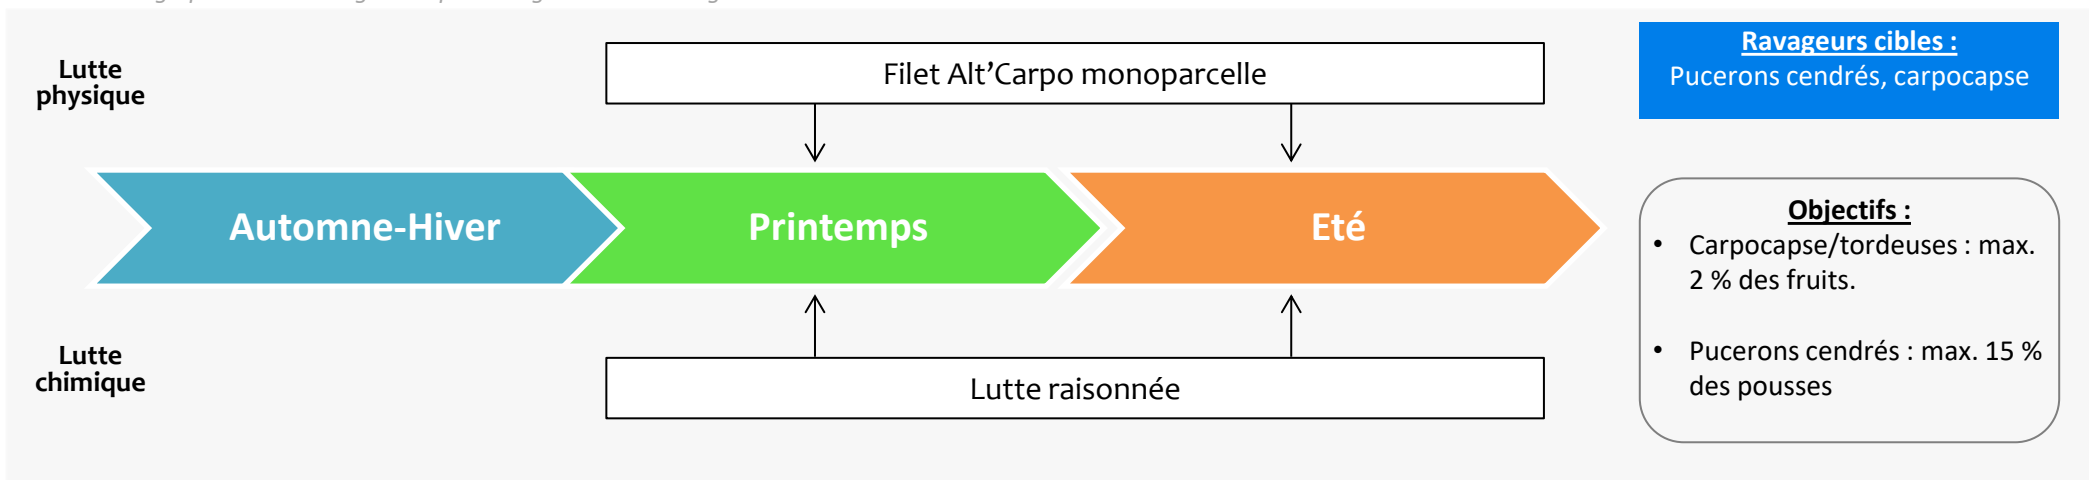 Lutte
physique
Filet Alt'Carpo monoparcelle
Ravageurs cibles :
Pucerons cendrés, carpocapse
Automne-Hiver
Printemps
Eté
Objectifs :
• Carpocapse/tordeuses : max.
2 % des fruits.
• Pucerons cendrés : max. 15 %
des pousses
Lutte
chimique
Lutte raisonnée